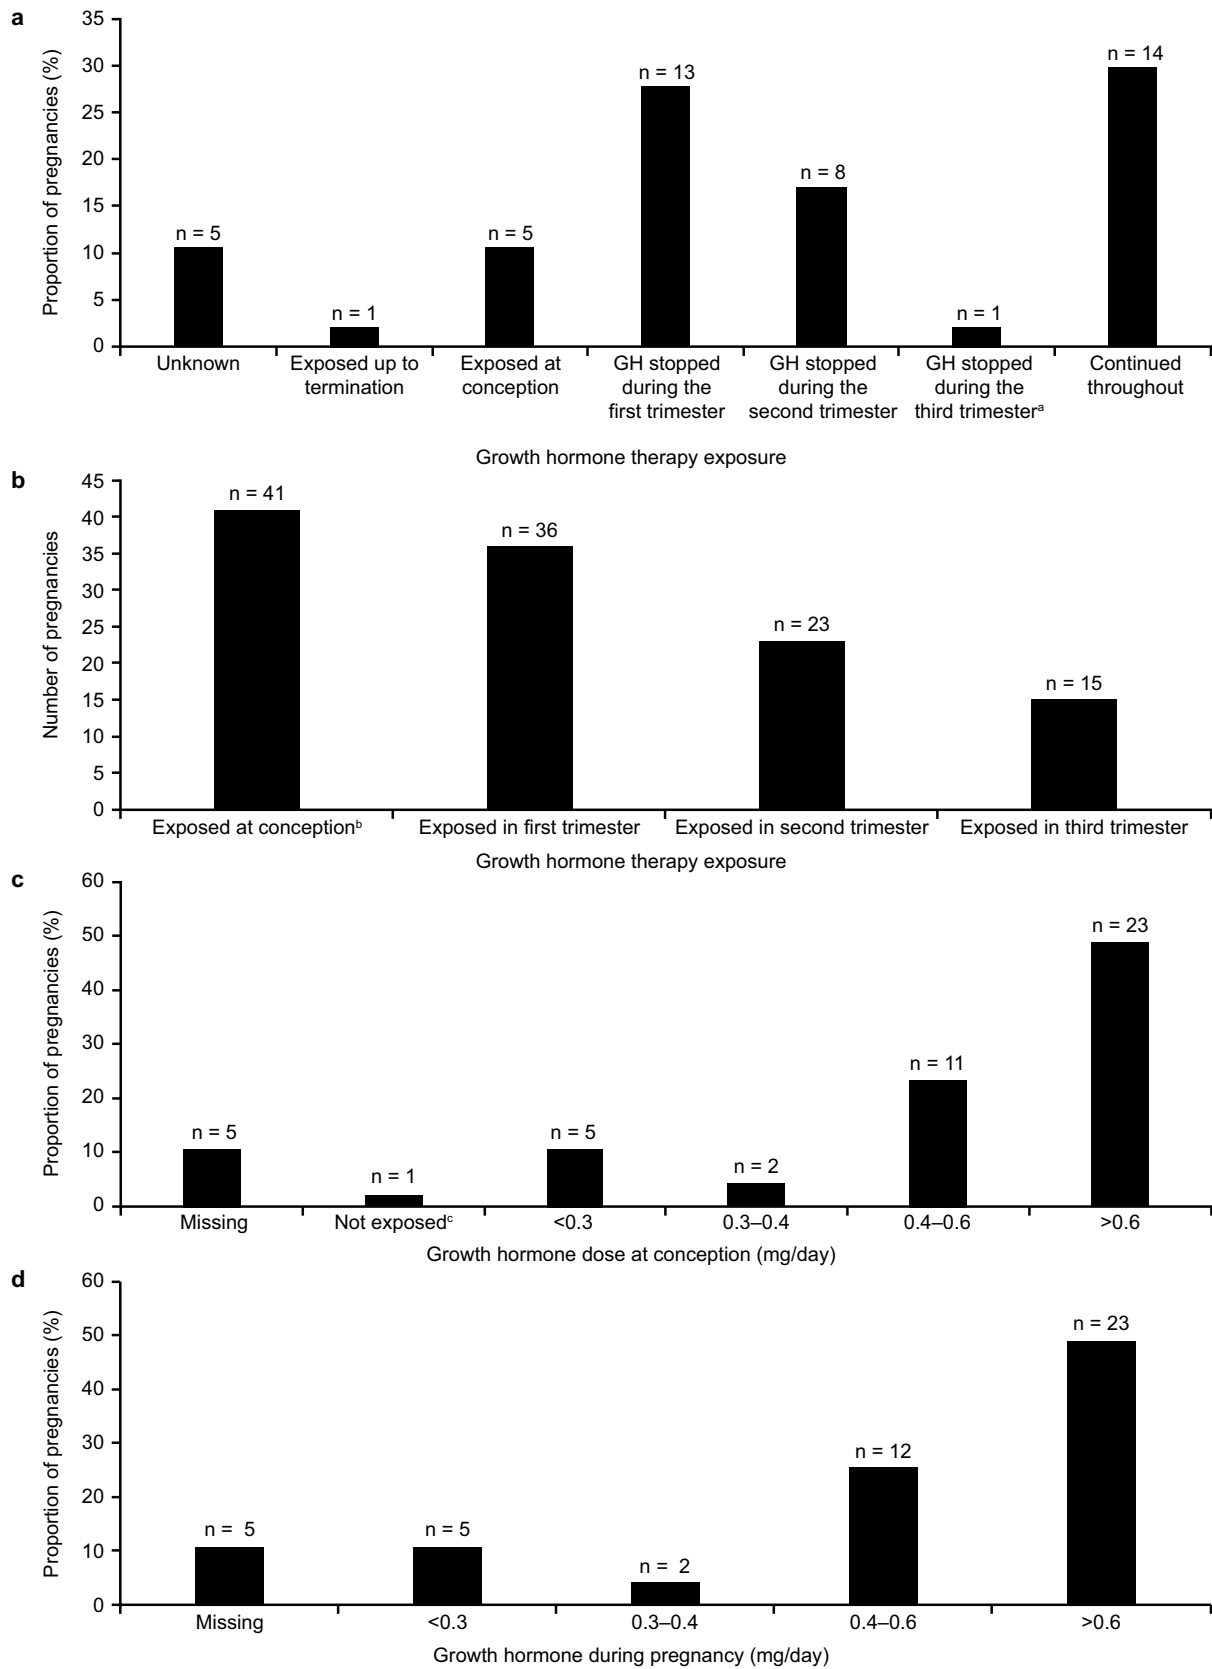 a
Proportion of pregnancies (%)
35
30
25
20
15
10
5
0
n = 5
n = 1
n = 5
n = 13
n = 8
n = 1
n = 14
Unknown
Exposed up to
termination
Exposed at
conception
GH stopped
during the
first trimester
GH stopped
during the
second trimester
GH stopped
during the
third trimesterᵃ
Continued
throughout
Growth hormone therapy exposure
b
Number of pregnancies
45
40
35
30
25
20
15
10
5
0
n = 41
n = 36
n = 23
n = 15
Exposed at conceptionᵇ
Exposed in first trimester
Exposed in second trimester
Exposed in third trimester
Growth hormone therapy exposure
c
Proportion of pregnancies (%)
60
50
40
30
20
10
0
n = 5
n = 1
n = 5
n = 2
n = 11
n = 23
Missing
Not exposedᶜ
<0.3
0.3–0.4
0.4–0.6
>0.6
Growth hormone dose at conception (mg/day)
d
Proportion of pregnancies (%)
60
50
40
30
20
10
0
n = 5
n = 5
n = 2
n = 12
n = 23
Missing
<0.3
0.3–0.4
0.4–0.6
>0.6
Growth hormone during pregnancy (mg/day)